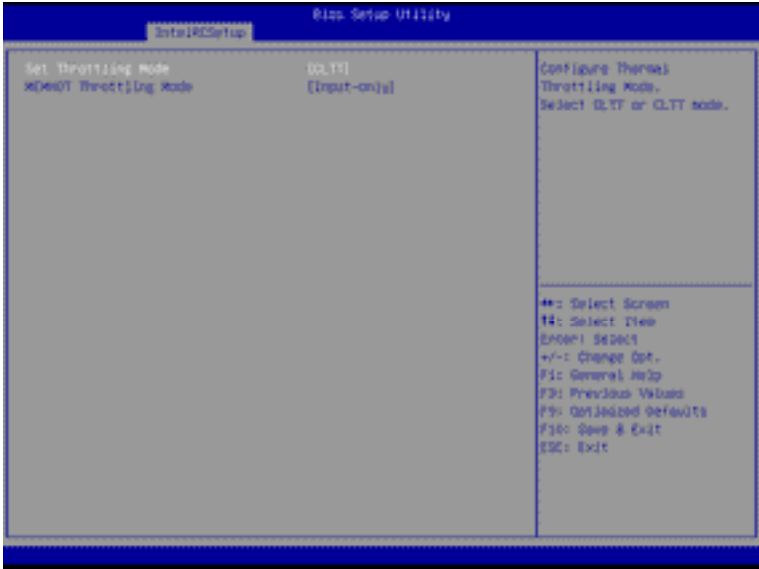 Bios Setup Utility
IntelRCSetup
Set Throttling Mode [CLTT]
MEMHOT Throttling Mode [Input-only]
Configure Thermal
Throttling Mode.
Select OLTT or CLTT mode.
: Select Screen
: Select Item
Enter: Select
+/-: Change Opt.
F1: General Help
: Previous Values
F9: Optimized Defaults
F10: Save & Exit
ESC: Exit